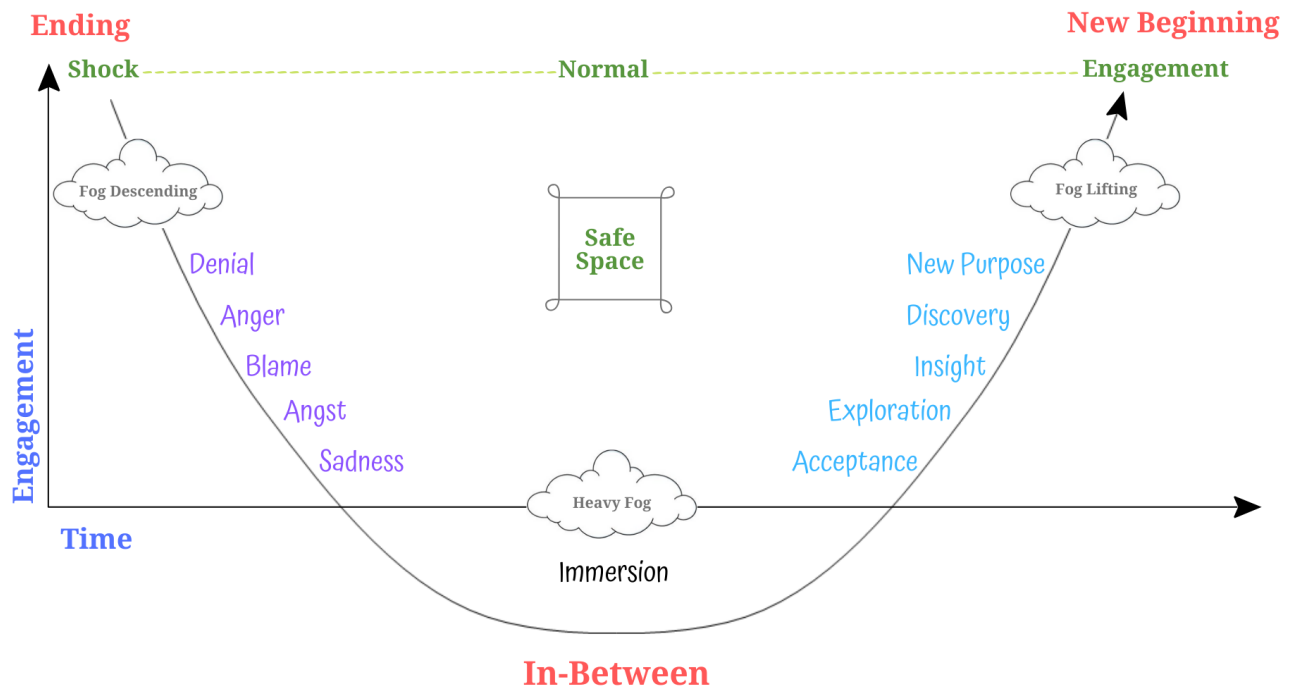 Ending
New Beginning
Shock
Normal
Engagement
Fog Descending
Fog Lifting
Safe
Space
Denial
Anger
Blame
Angst
Sadness
New Purpose
Discovery
Insight
Exploration
Acceptance
Engagement
Heavy Fog
Time
Immersion
In-Between